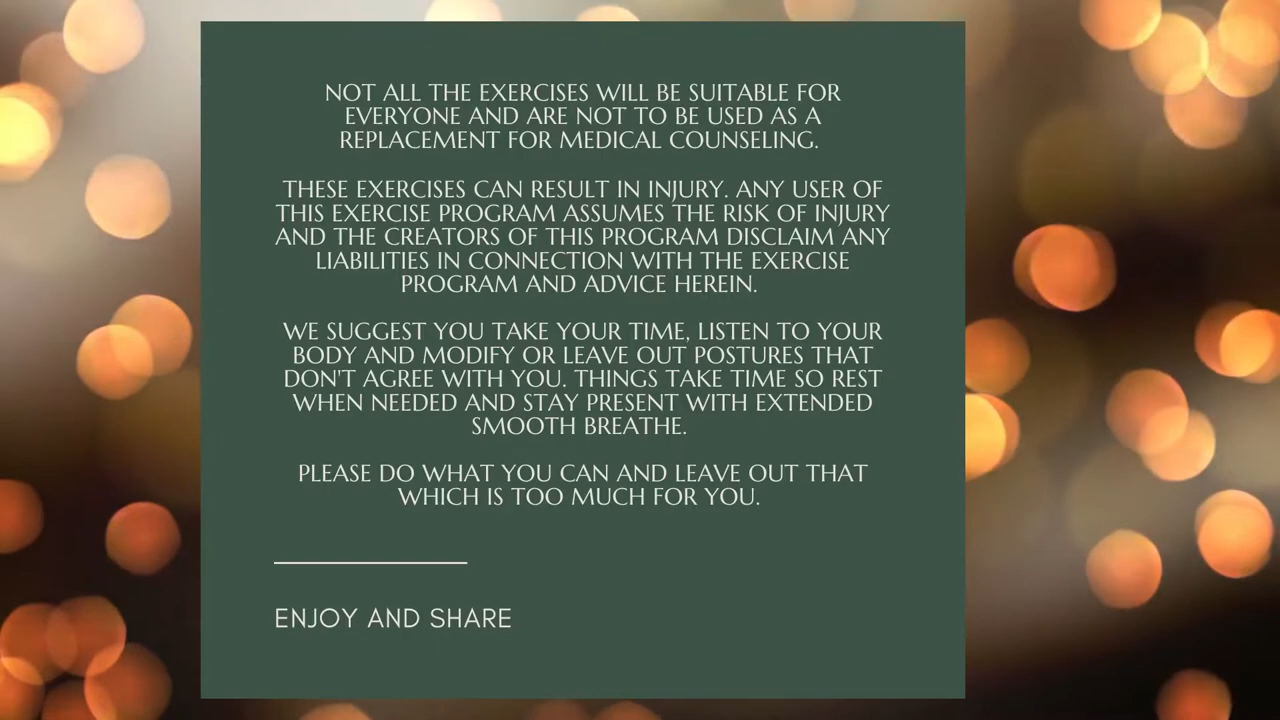 NOT ALL THE EXERCISES WILL BE SUITABLE FOR
EVERYONE AND ARE NOT TO BE USED AS A
REPLACEMENT FOR MEDICAL COUNSELING.
THESE EXERCISES CAN RESULT IN INJURY. ANY USER OF
THIS EXERCISE PROGRAM ASSUMES THE RISK OF INJURY
AND THE CREATORS OF THIS PROGRAM DISCLAIM ANY
LIABILITIES IN CONNECTION WITH THE EXERCISE
PROGRAM AND ADVICE HEREIN.
WE SUGGEST YOU TAKE YOUR TIME, LISTEN TO YOUR
BODY AND MODIFY OR LEAVE OUT POSTURES THAT
DON'T AGREE WITH YOU. THINGS TAKE TIME SO REST
WHEN NEEDED AND STAY PRESENT WITH EXTENDED
SMOOTH BREATHE.
PLEASE DO WHAT YOU CAN AND LEAVE OUT THAT
WHICH IS TOO MUCH FOR YOU.
ENJOY AND SHARE